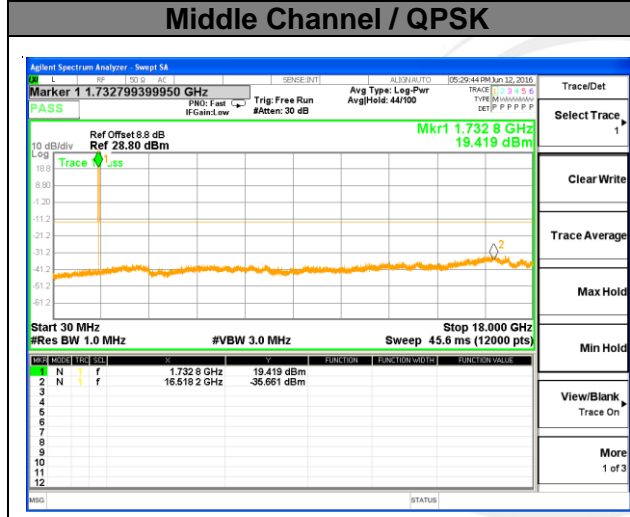 Middle Channel / QPSK
Agilent Spectrum Analyzer - Swept SA
L RF 50 Ω AC SENSE:INT ALIGN AUTO 05:29:44 PM Jun 12, 2016
Marker 1 1.732799399950 GHz
PASS
PNO: Fast
IFGain:Low
Trig: Free Run
#Atten: 30 dB
Avg Type: Log-Pwr
Avg|Hold: 44/100
TRACE 1 2 3 4 5 6
TYPE M
DET P P P P P P
Ref Offset 8.8 dB
10 dB/div Ref 28.80 dBm
Mkr1 1.732 8 GHz
19.419 dBm
Log
Trace 1
1
18.8
8.80
-1.20
-11.2
-21.2
-31.2
-41.2
-51.2
-61.2
2
Start 30 MHz Stop 18.000 GHz
#Res BW 1.0 MHz #VBW 3.0 MHz Sweep 45.6 ms (12000 pts)
MKR MODE TRC SCL X Y FUNCTION FUNCTION WIDTH FUNCTION VALUE
1 N 1 f 1.732 8 GHz 19.419 dBm
2 N 1 f 16.518 2 GHz -35.661 dBm
3
4
5
6
7
8
9
10
11
12
MSG STATUS
Trace/Det
Select Trace
1
Clear Write
Trace Average
Max Hold
Min Hold
View/Blank
Trace On
More
1 of 3